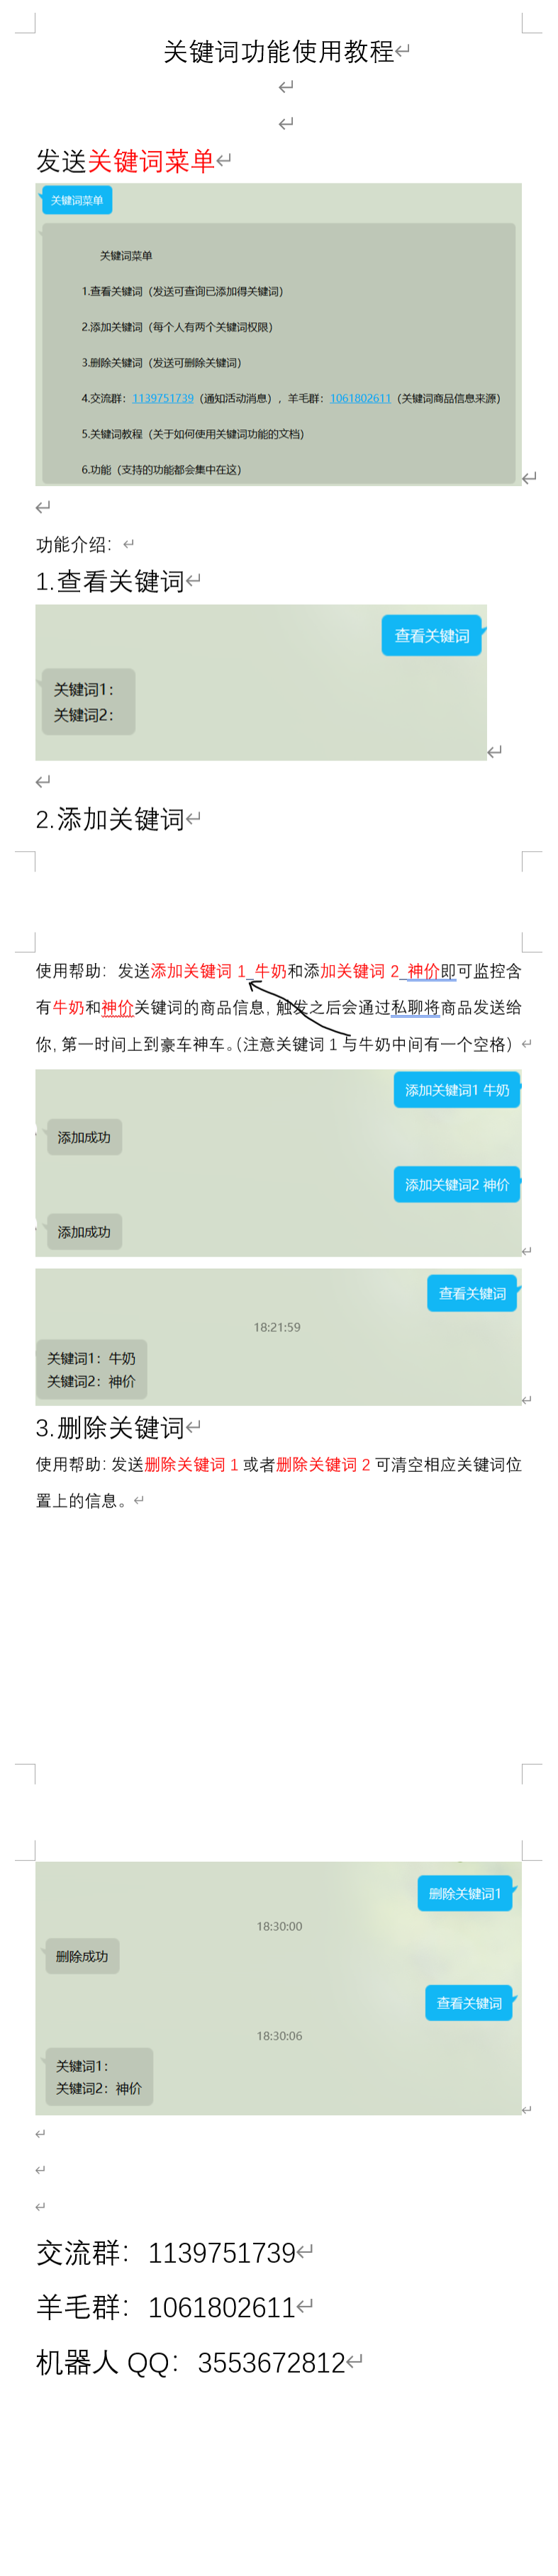 关键词功能使用教程
发送关键词菜单
关键词菜单
关键词菜单
1.查看关键词（发送可查询已添加得关键词）
2.添加关键词（每个人有两个关键词权限）
3.删除关键词（发送可删除关键词）
4.交流群：1139751739（通知活动消息），羊毛群：1061802611（关键词商品信息来源）
5.关键词教程（关于如何使用关键词功能的文档）
6.功能（支持的功能都会集中在这）
功能介绍：
1.查看关键词
查看关键词
关键词1：
关键词2：
2.添加关键词
使用帮助：发送添加关键词 1 牛奶和添加关键词 2 神价即可监控含
有牛奶和神价关键词的商品信息，触发之后会通过私聊将商品发送给
你，第一时间上到豪车神车。（注意关键词 1 与牛奶中间有一个空格）
添加关键词1 牛奶
添加成功
添加关键词2 神价
添加成功
查看关键词
18:21:59
关键词1：牛奶
关键词2：神价
3.删除关键词
使用帮助：发送删除关键词 1 或者删除关键词 2 可清空相应关键词位
置上的信息。
删除关键词1
18:30:00
删除成功
查看关键词
18:30:06
关键词1：
关键词2：神价
交流群：1139751739
羊毛群：1061802611
机器人 QQ：3553672812